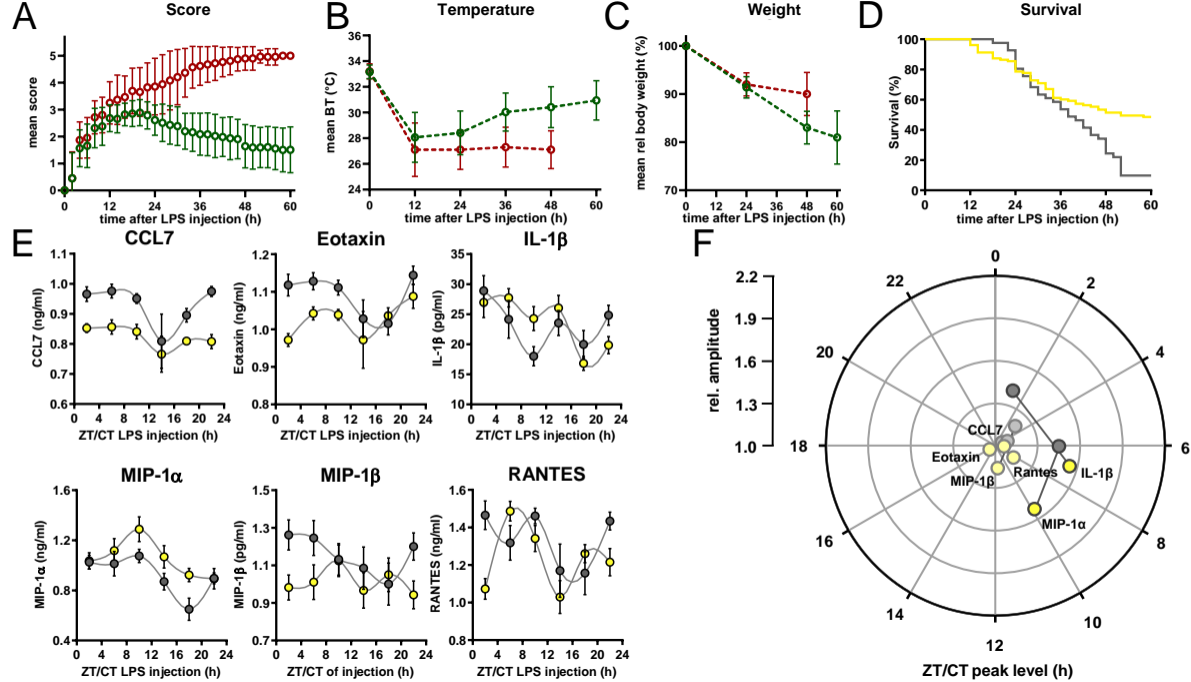 A
Score
mean score
5
4
3
2
1
0
0 12 24 36 48 60
time after LPS injection (h)
B
Temperature
mean BT (°C)
36
34
32
30
28
26
24
0 12 24 36 48 60
time after LPS injection (h)
C
Weight
mean rel body weight (%)
100
90
80
70
0 12 24 36 48 60
time after LPS injection (h)
D
Survival
Survival (%)
100
80
60
40
20
0
0 12 24 36 48 60
time after LPS injection (h)
E
CCL7
CCL7 (ng/ml)
1.1
1.0
0.9
0.8
0.7
0.6
0 4 8 12 16 20 24
ZT/CT LPS injection (h)
Eotaxin
Eotaxin (ng/ml)
1.2
1.1
1.0
0.9
0.8
0 4 8 12 16 20 24
ZT/CT LPS injection (h)
IL-1β
IL-1β (pg/ml)
35
30
25
20
15
10
0 4 8 12 16 20 24
ZT/CT LPS injection (h)
MIP-1α
MIP-1α (ng/ml)
1.6
1.2
0.8
0.4
0 4 8 12 16 20 24
ZT/CT LPS injection (h)
MIP-1β
MIP-1β (pg/ml)
1.5
1.3
1.1
0.9
0.7
0 4 8 12 16 20 24
ZT/CT of injection (h)
RANTES
RANTES (ng/ml)
1.6
1.4
1.2
1.0
0.8
0 4 8 12 16 20 24
ZT/CT LPS injection (h)
F
rel. amplitude
2.2
1.9
1.6
1.3
1.0
0
2
4
6
8
10
12
14
16
18
20
22
CCL7
Eotaxin
MIP-1β
Rantes
IL-1β
MIP-1α
ZT/CT peak level (h)